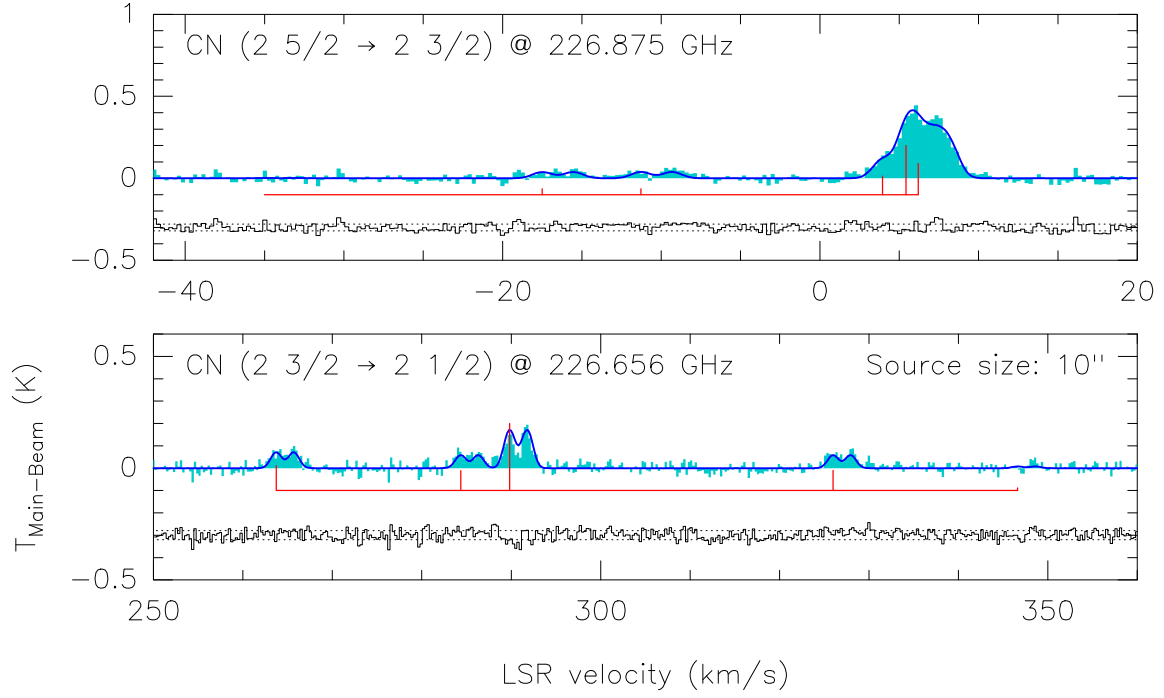 1
CN (2 5/2 → 2 3/2) @ 226.875 GHz
0.5
0
−0.5
−40 −20 0 20
CN (2 3/2 → 2 1/2) @ 226.656 GHz Source size: 10"
0.5
0
−0.5
250 300 350
T Main−Beam (K)
LSR velocity (km/s)